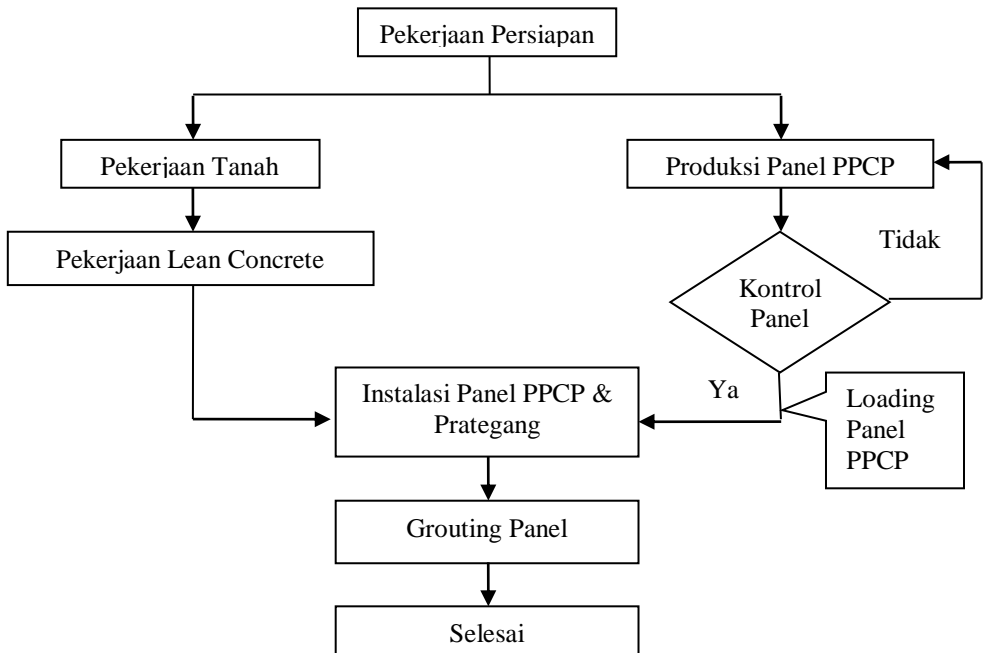 Pekerjaan Persiapan
Pekerjaan Tanah
Produksi Panel PPCP
Pekerjaan Lean Concrete
Tidak
Kontrol
Panel
Ya
Instalasi Panel PPCP &
Prategang
Loading
Panel
PPCP
Grouting Panel
Selesai